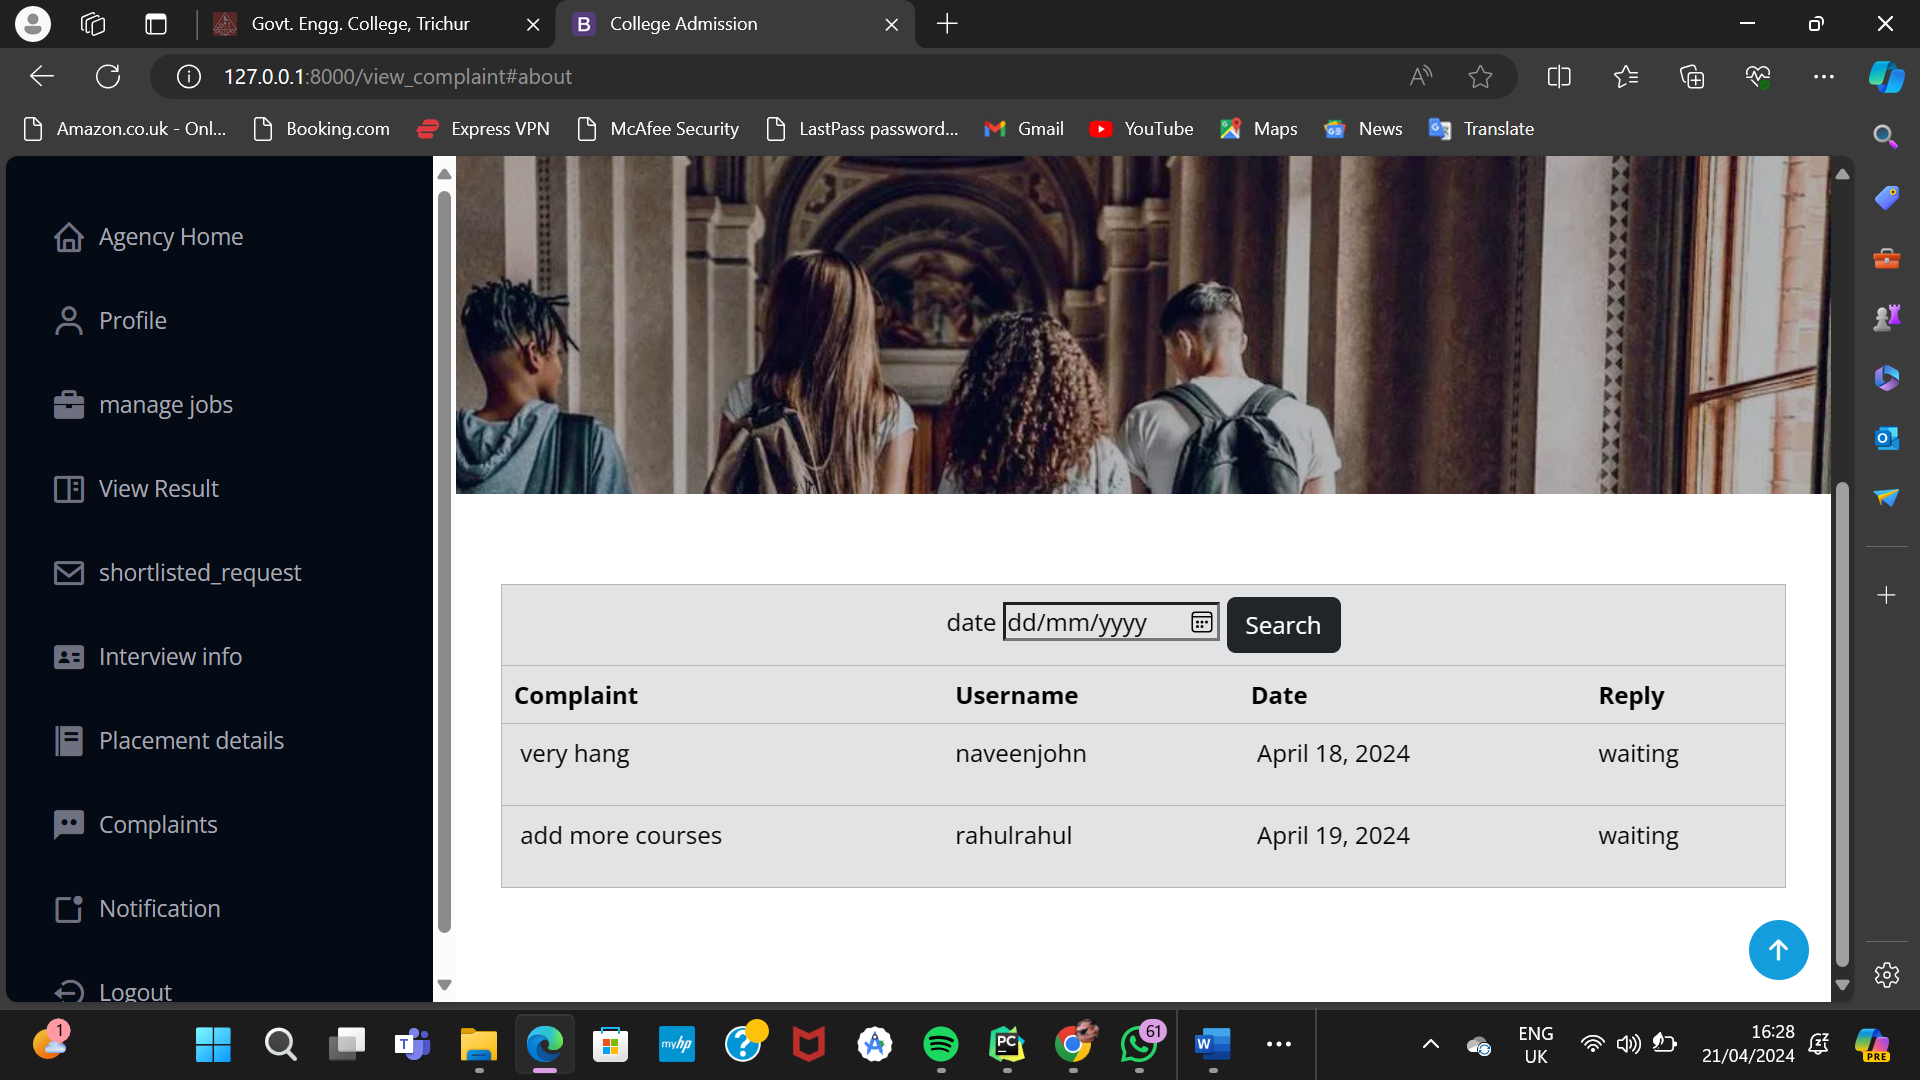 Govt. Engg. College, Trichur
B College Admission
127.0.0.1:8000/view_complaint#about
Amazon.co.uk - Onl...
Booking.com
Express VPN
McAfee Security
LastPass password...
Gmail
YouTube
Maps
News
Translate
Agency Home
Profile
manage jobs
View Result
shortlisted_request
Interview info
Placement details
Complaints
Notification
Logout
date dd/mm/yyyy Search
Complaint Username Date Reply
very hang naveenjohn April 18, 2024 waiting
add more courses rahulrahul April 19, 2024 waiting
1
T
myhp
?
PC
61
W
ENG
UK
16:28
21/04/2024
PRE